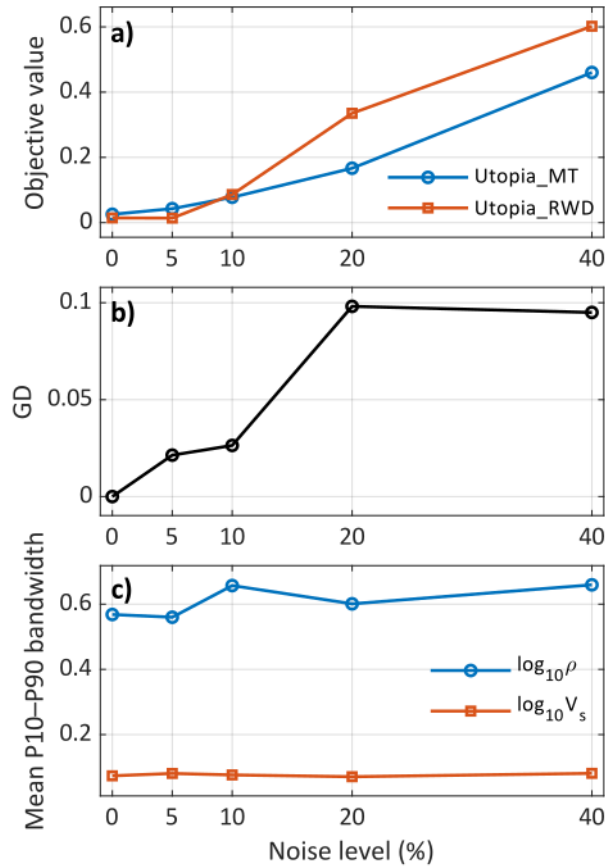 a)
Objective value
0.6
0.4
0.2
0
Utopia_MT
Utopia_RWD
0 5 10 20 40
b)
GD
0.1
0.05
0
0 5 10 20 40
c)
Mean P10–P90 bandwidth
0.6
0.4
0.2
log₁₀ρ
log₁₀Vₛ
0 5 10 20 40
Noise level (%)